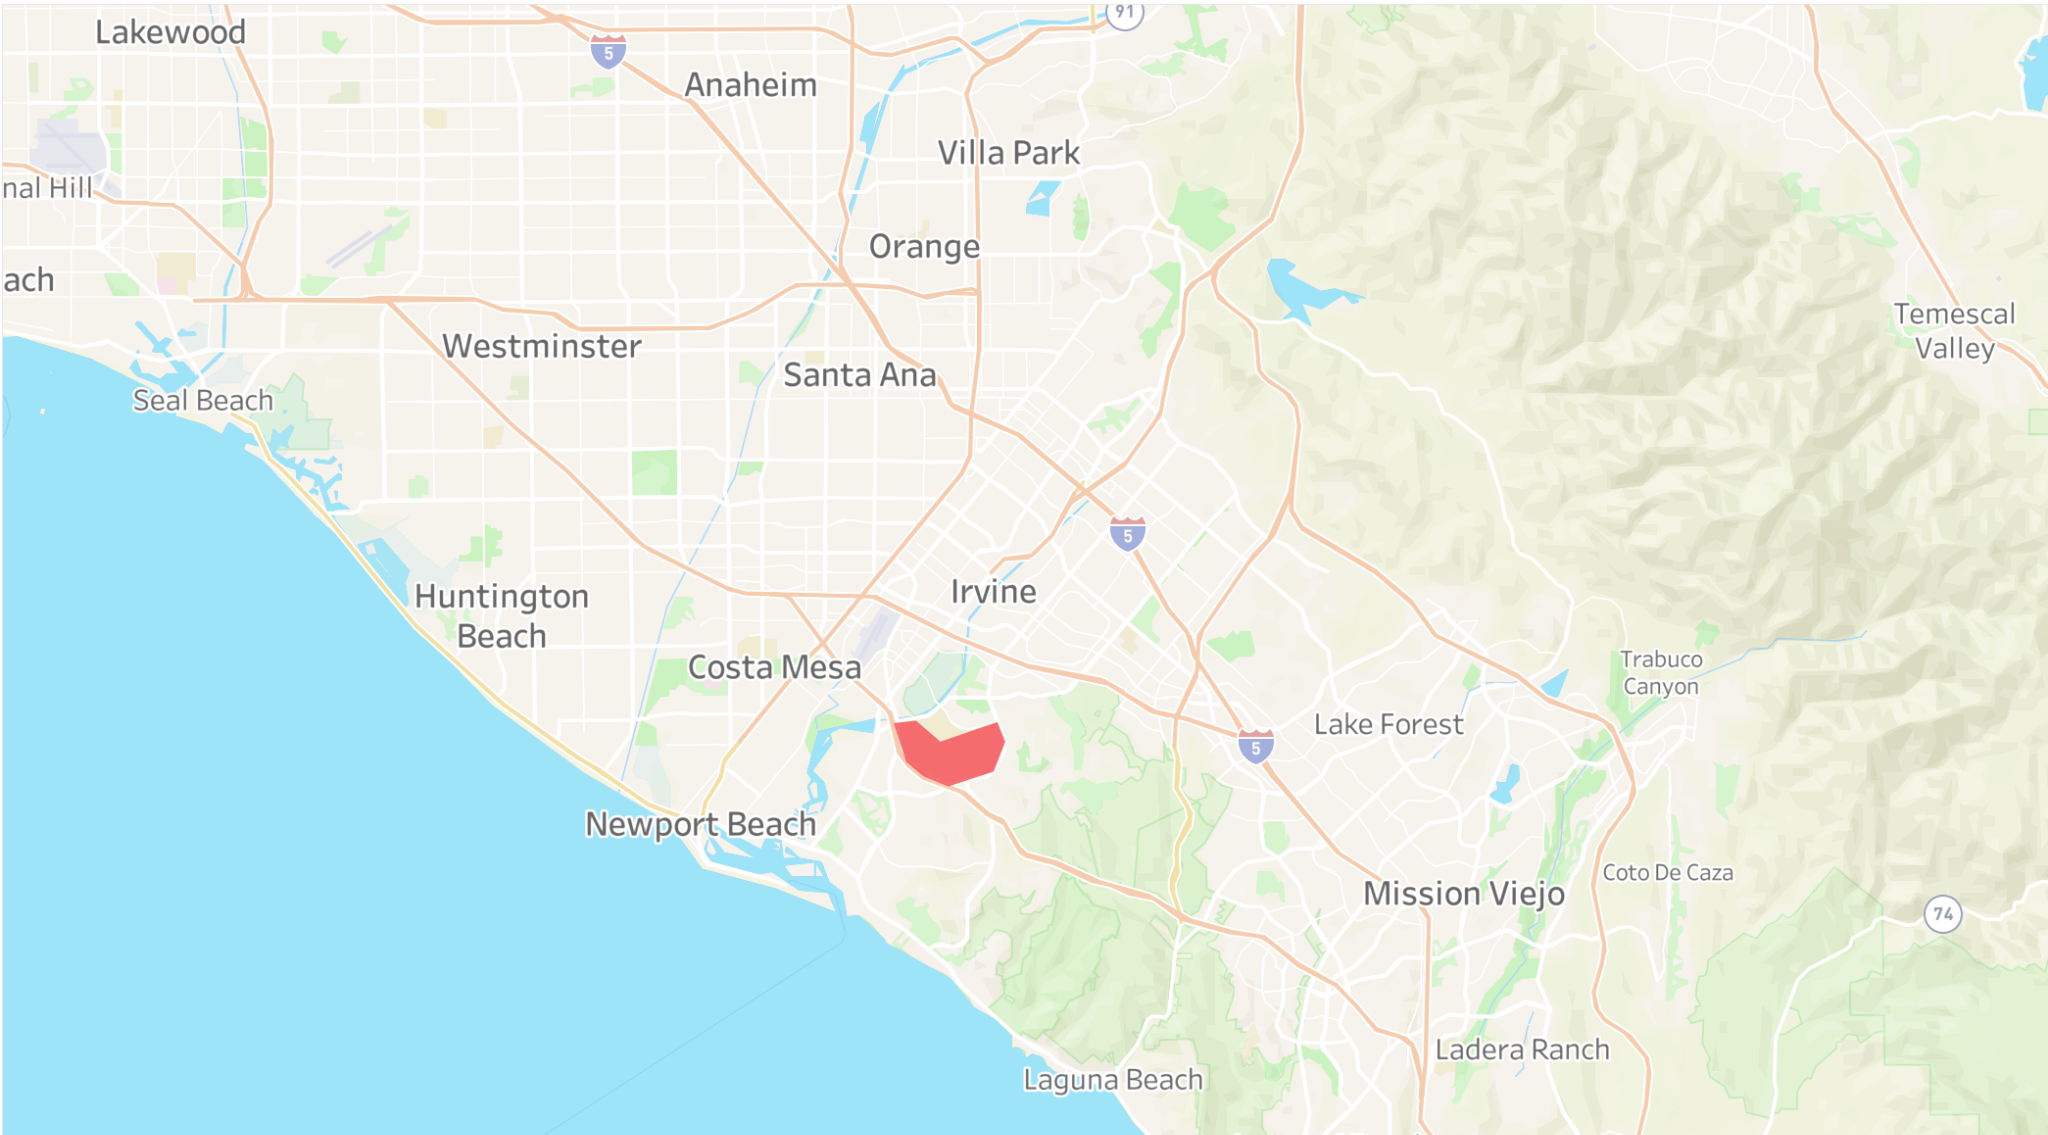 91
Lakewood
5
Anaheim
Villa Park
nal Hill
Orange
ach
Temescal
Valley
Westminster
Santa Ana
Seal Beach
5
Irvine
Huntington
Beach
Costa Mesa
Trabuco
Canyon
Lake Forest
5
Newport Beach
Coto De Caza
Mission Viejo
74
Ladera Ranch
Laguna Beach